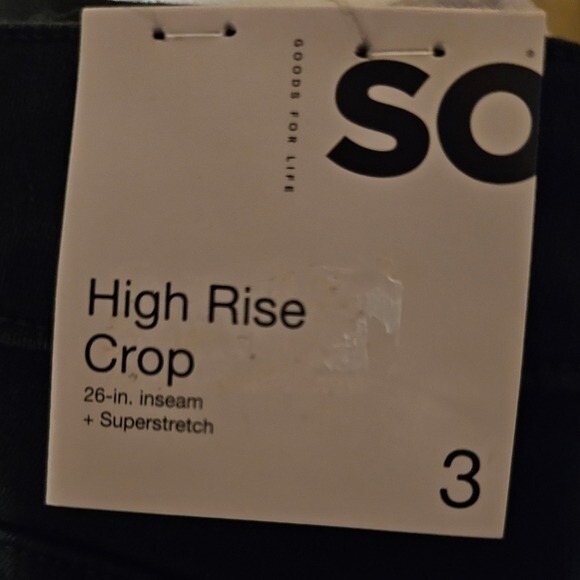 GOODS FOR LIFE
SO
High Rise
Crop
26-in. inseam
+ Superstretch
3